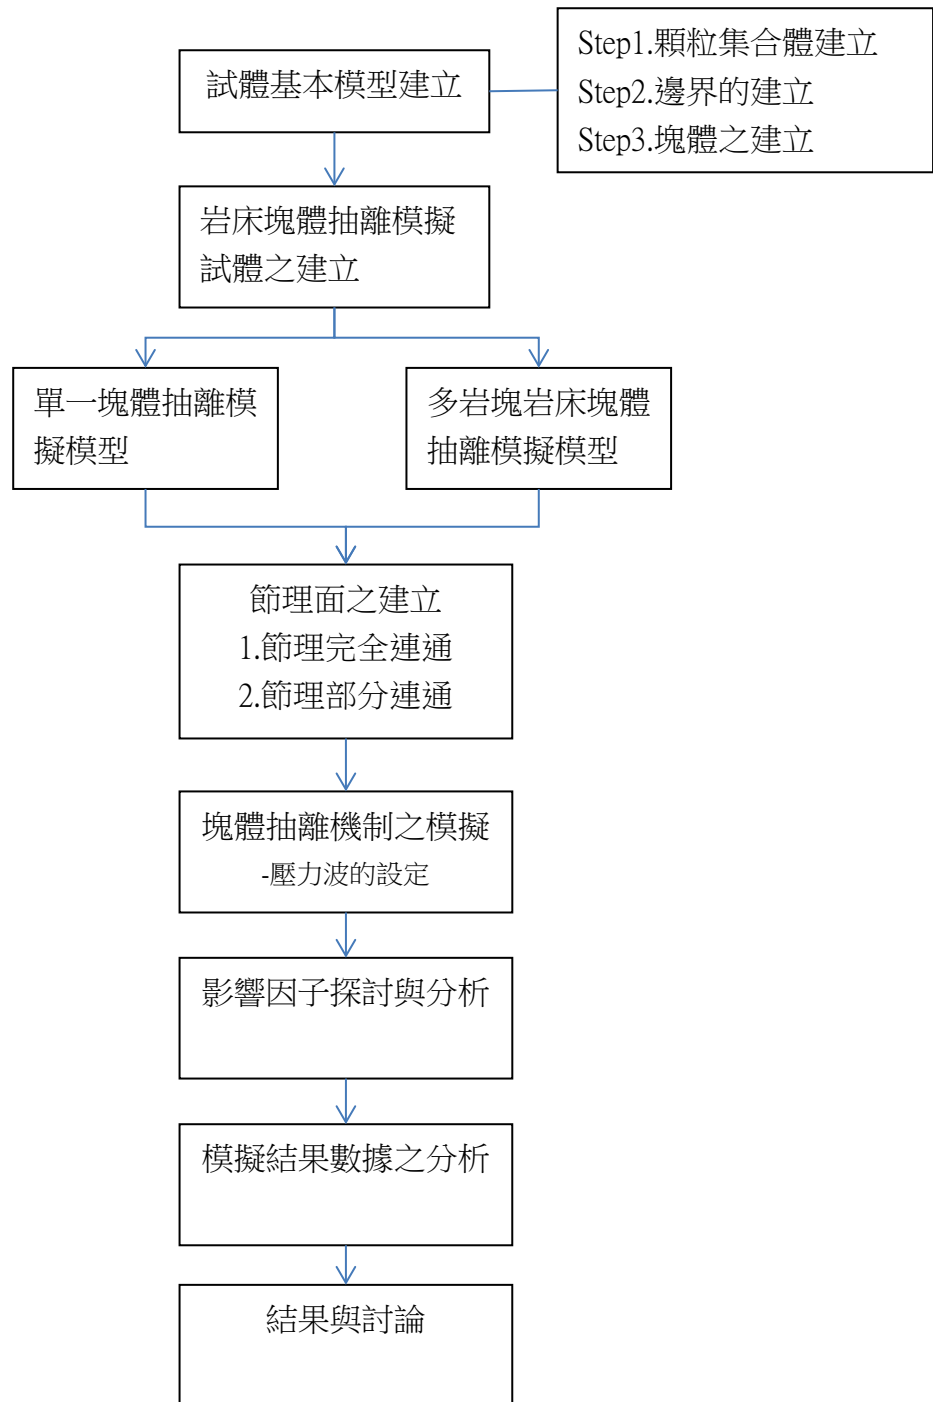 試體基本模型建立
Step1.顆粒集合體建立
Step2.邊界的建立
Step3.塊體之建立
岩床塊體抽離模擬
試體之建立
單一塊體抽離模
擬模型
多岩塊岩床塊體
抽離模擬模型
節理面之建立
1.節理完全連通
2.節理部分連通
塊體抽離機制之模擬
-壓力波的設定
影響因子探討與分析
模擬結果數據之分析
結果與討論